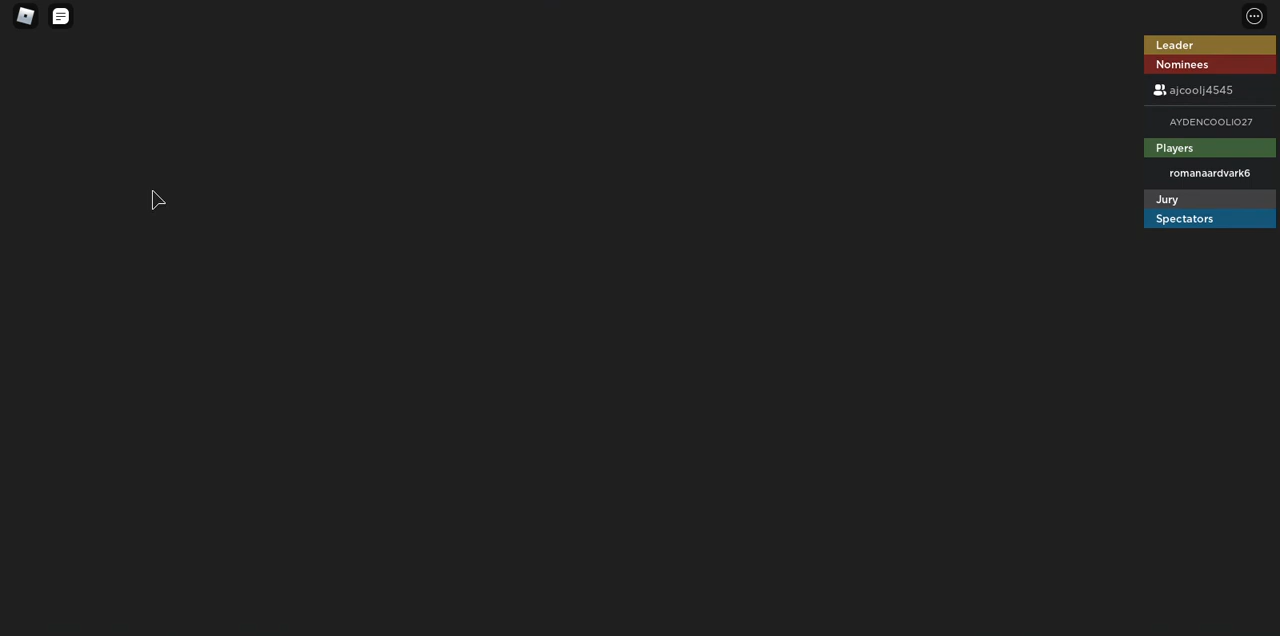 Leader
Nominees
ajcoolj4545
AYDENCOOLIO27
Players
romanaardvark6
Jury
Spectators